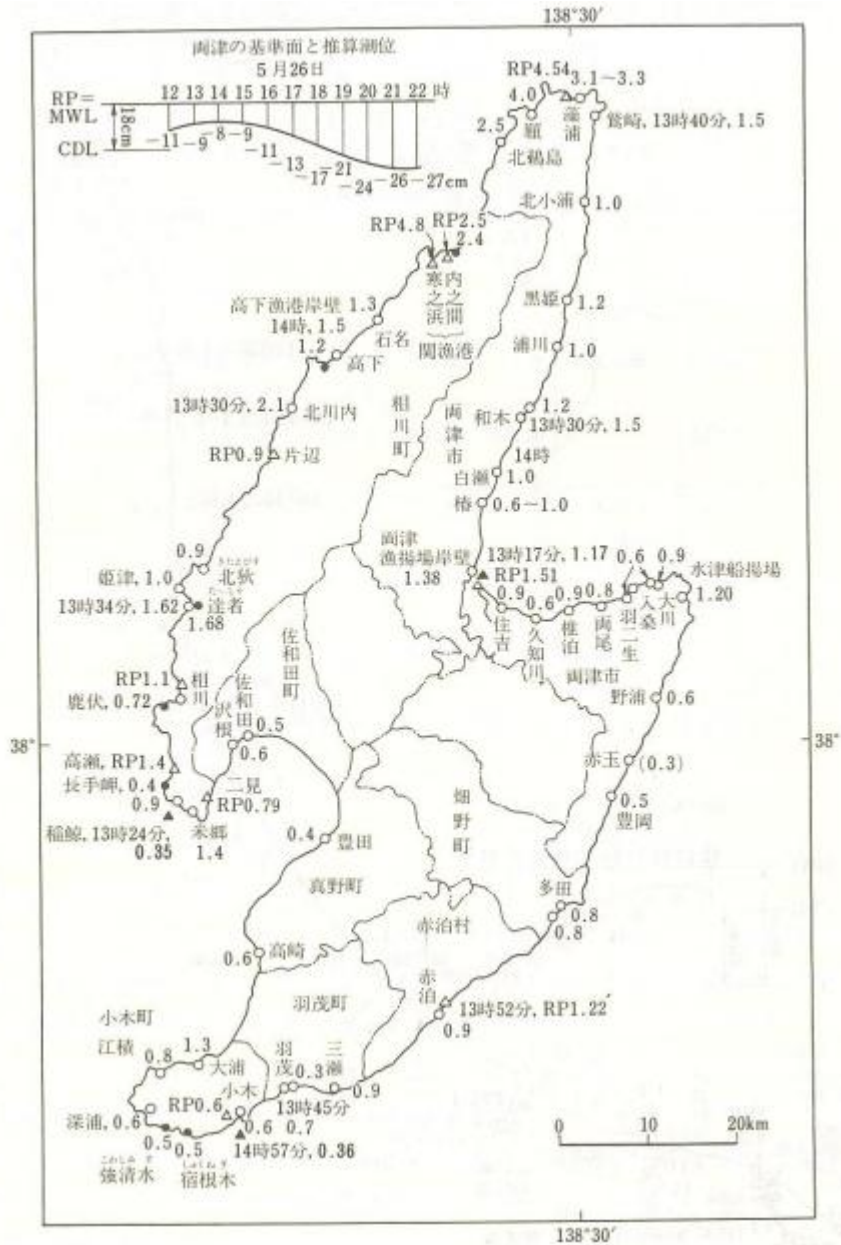 138°30′
両津の基準面と推算潮位
5月26日
12 13 14 15 16 17 18 19 20 21 22 時
RP=
MWL
18cm
CDL
-11 -9 -8 -9 -11 -13 -17 -21 -24 -26 -27cm
RP4.54
3.1~3.3
4.0
藻浦
鷲崎, 13時40分, 1.5
願
2.5
北鵜島
北小浦
1.0
RP4.8
RP2.5
2.4
寒之浜
内之間
関漁港
黒姫
1.2
高下漁港岸壁 1.3
14時, 1.5
石名
1.2
高下
浦川
1.0
13時30分, 2.1
北川内
相川町
両津市
1.2
和木
13時30分, 1.5
RP0.9
片辺
14時
白瀬
1.0
椿
0.6~1.0
両津
漁揚場岸壁
1.38
13時17分, 1.17
RP1.51
0.9
住吉
0.6
久知川
0.9
椎泊
0.8
両尾
0.6
羽二生
0.9
入桑
大川
水津船揚場
1.20
両津市
0.9
きたえびす
北狄
姫津, 1.0
たっしゃ
達者
13時34分, 1.62
1.68
佐和田町
野浦
0.6
RP1.1
相川
鹿伏, 0.72
沢根
佐和田
0.5
0.6
38°
38°
赤玉
(0.3)
高瀬, RP1.4
長手岬, 0.4
0.9
二見
RP0.79
稲鯨, 13時24分,
0.35
米郷
1.4
畑野町
0.5
豊岡
0.4
豊田
真野町
多田
0.8
0.8
赤泊村
0.6
高崎
赤泊
13時52分, RP1.22
0.9
羽茂町
小木町
江積
0.8
1.3
大浦
羽茂
0.3
三瀬
0.9
小木
RP0.6
13時45分
0.6
0.7
深浦, 0.6
0.5
0.5
14時57分, 0.36
こわしみず
強清水
しゅくねぎ
宿根木
0 10 20km
138°30′